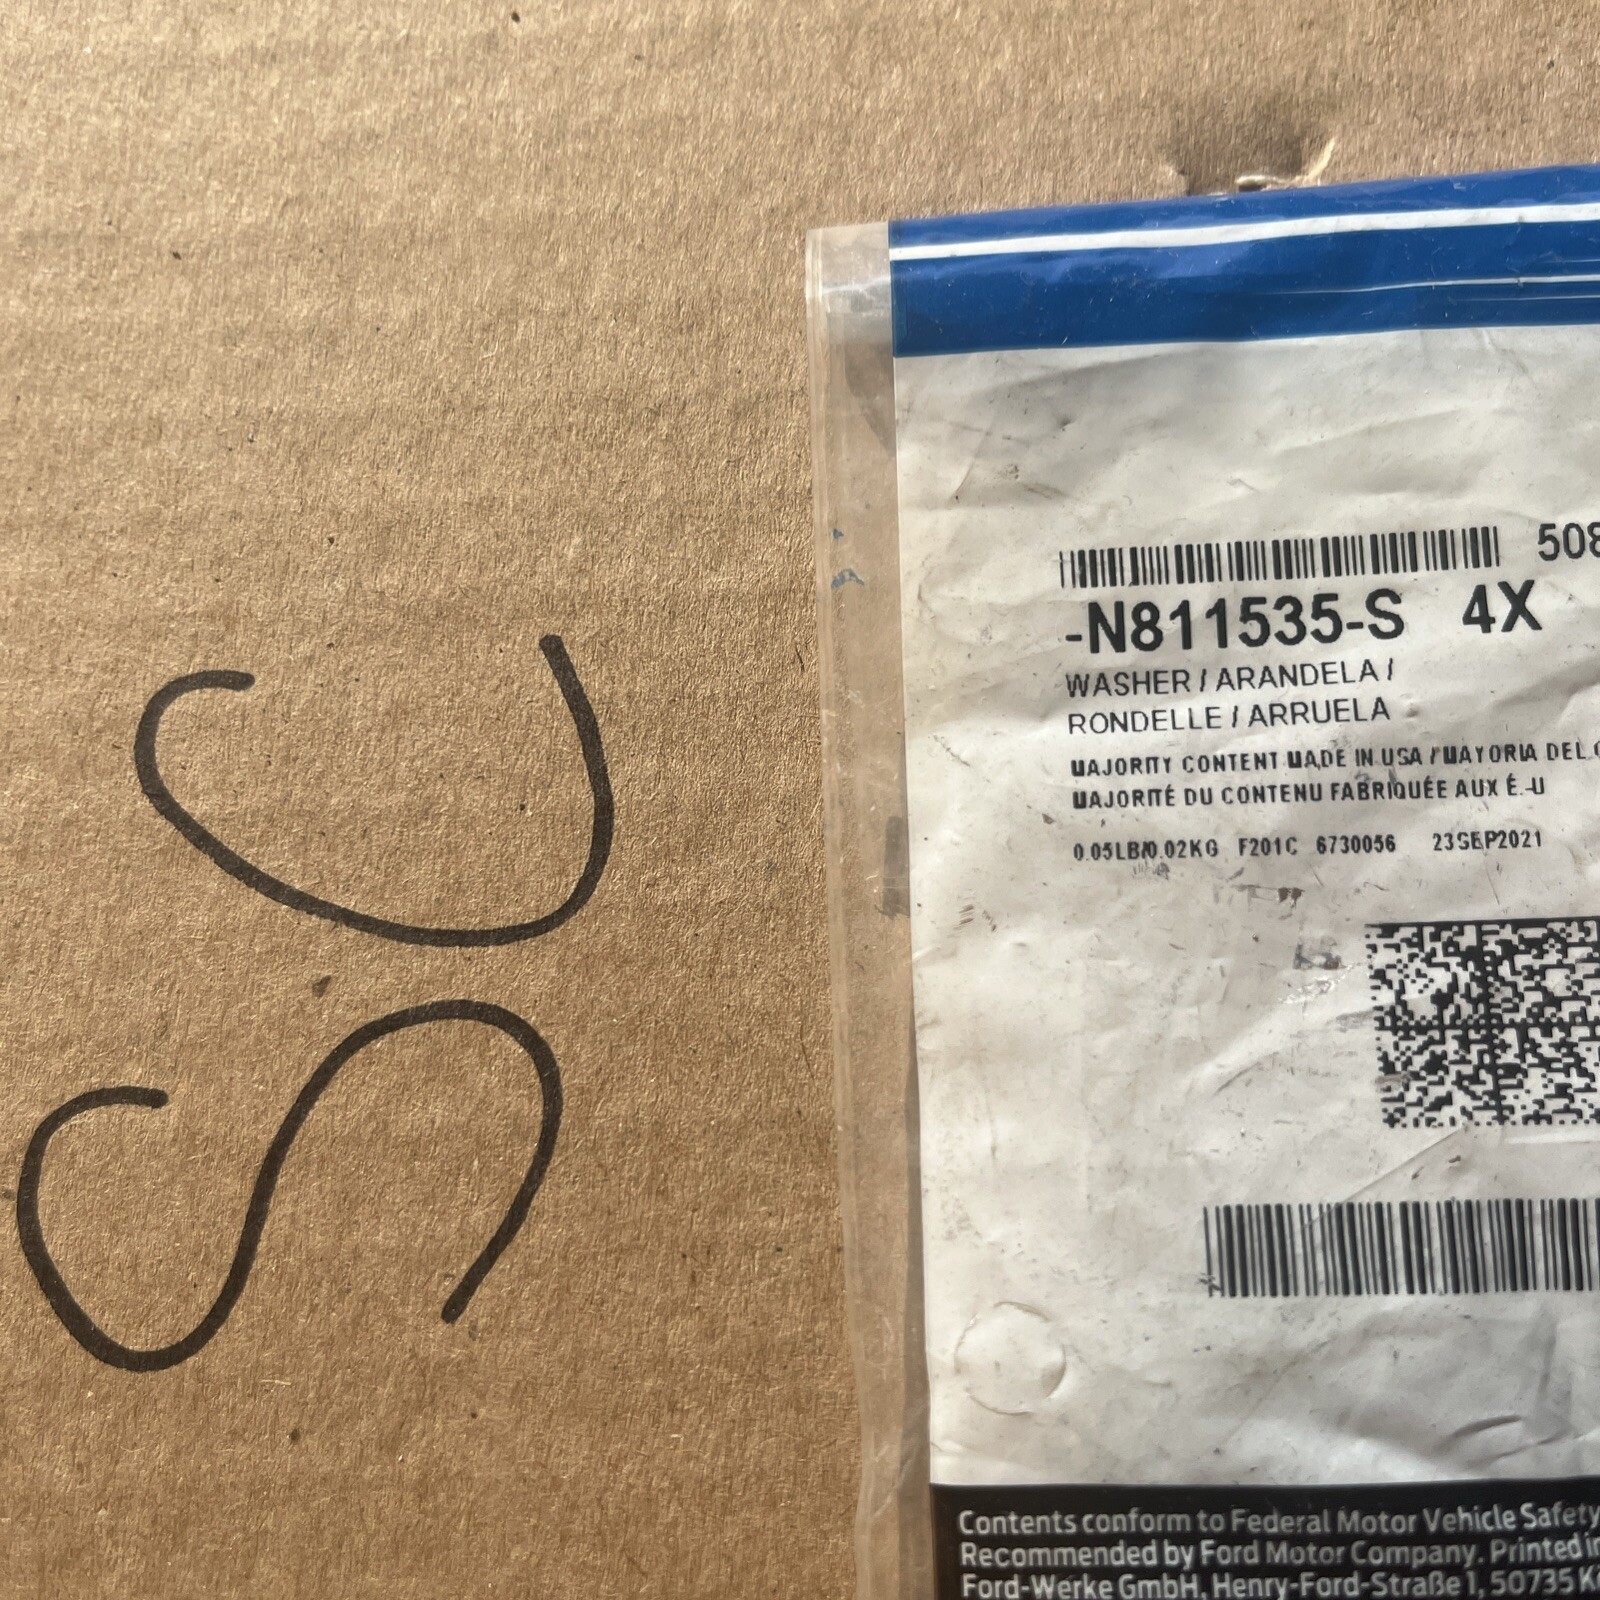 SC
508
-N811535-S 4X
WASHER / ARANDELA /
RONDELLE / ARRUELA
MAJORITY CONTENT MADE IN USA / MAYORIA DEL
MAJORITÉ DU CONTENU FABRIQUÉE AUX É.-U
0.05LB/0.02KG F201C 6730056 23SEP2021
Contents conform to Federal Motor Vehicle Safety
Recommended by Ford Motor Company. Printed in
Ford-Werke GmbH, Henry-Ford-Straße 1, 50735